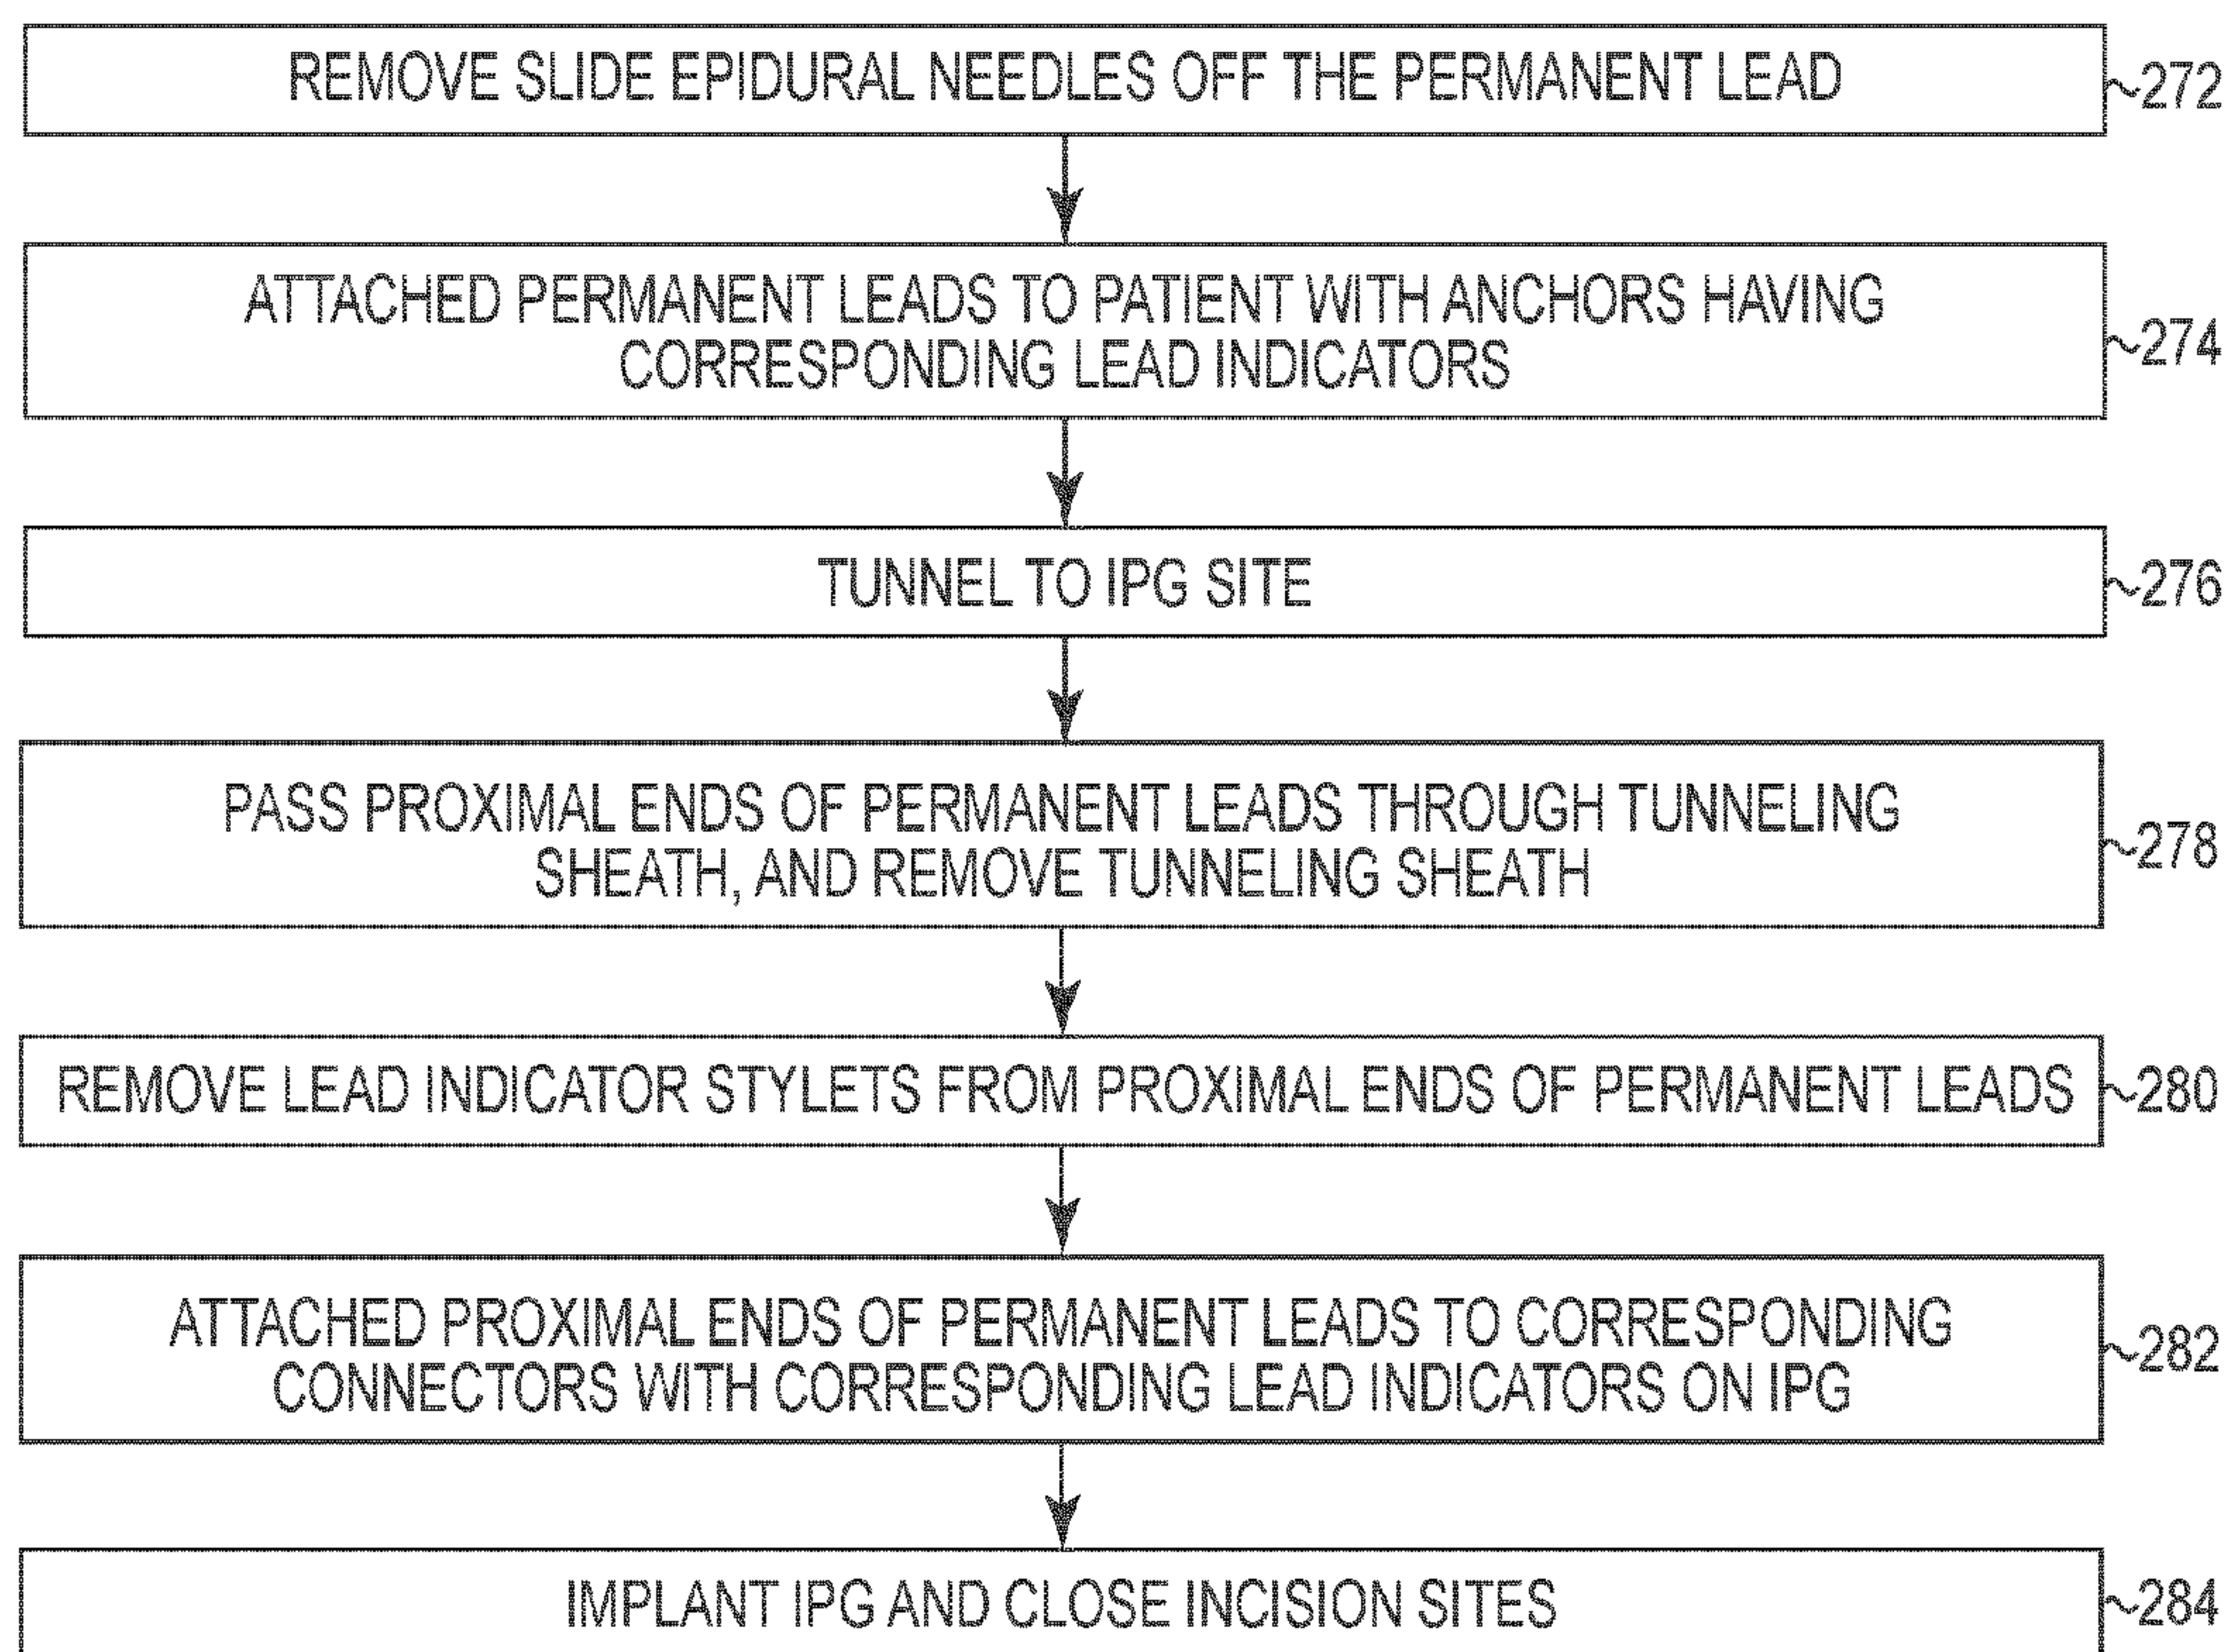 REMOVE SLIDE EPIDURAL NEEDLES OFF THE PERMANENT LEAD
272
ATTACHED PERMANENT LEADS TO PATIENT WITH ANCHORS HAVING
CORRESPONDING LEAD INDICATORS
274
TUNNEL TO IPG SITE
276
PASS PROXIMAL ENDS OF PERMANENT LEADS THROUGH TUNNELING
SHEATH, AND REMOVE TUNNELING SHEATH
278
REMOVE LEAD INDICATOR STYLETS FROM PROXIMAL ENDS OF PERMANENT LEADS
280
ATTACHED PROXIMAL ENDS OF PERMANENT LEADS TO CORRESPONDING
CONNECTORS WITH CORRESPONDING LEAD INDICATORS ON IPG
282
IMPLANT IPG AND CLOSE INCISION SITES
284